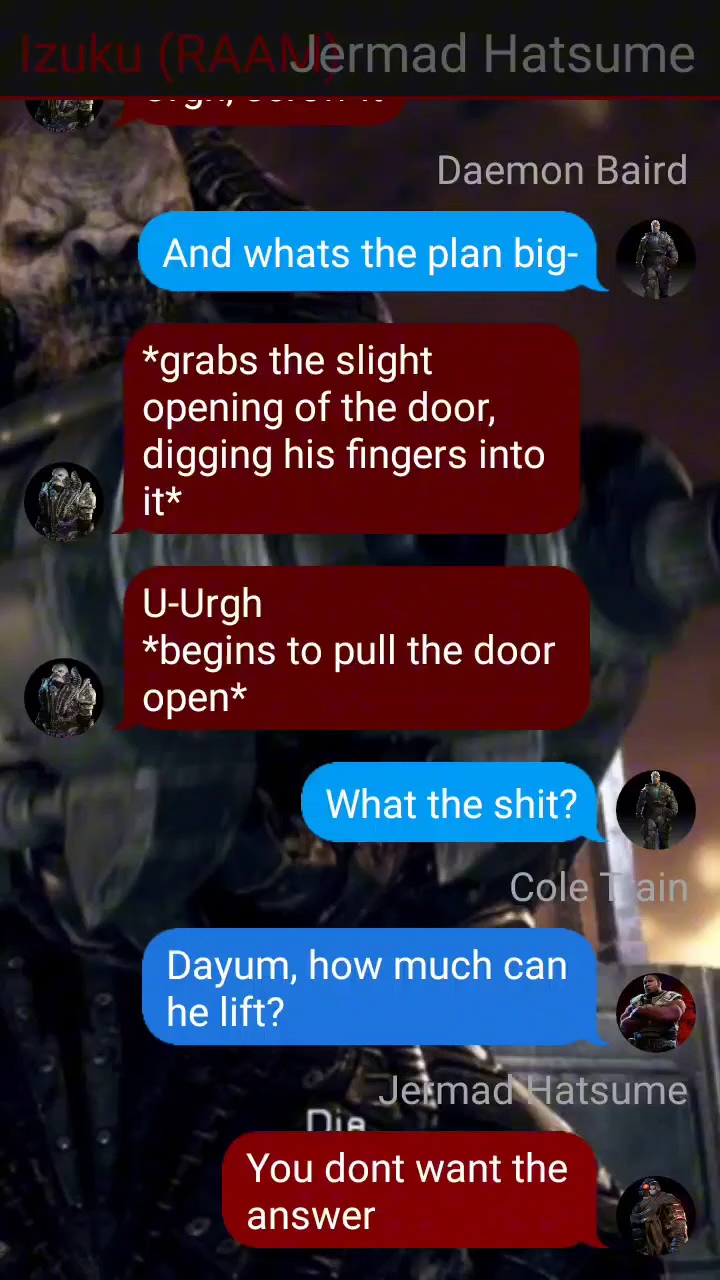 Izuku (RAAM)
Jermad Hatsume
Daemon Baird
And whats the plan big-
*grabs the slight
opening of the door,
digging his fingers into
it*
U-Urgh
*begins to pull the door
open*
What the shit?
Cole Train
Dayum, how much can
he lift?
Jermad Hatsume
Die
You dont want the
answer